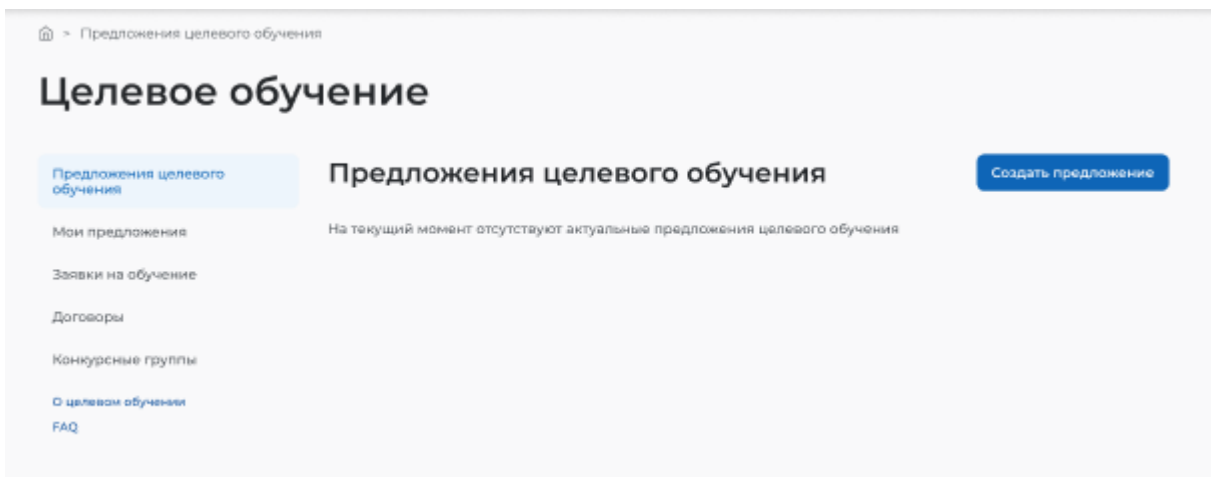 > Предложения целевого обучения
Целевое обучение
Предложения целевого
обучения
Мои предложения
Заявки на обучение
Договоры
Конкурсные группы
О целевом обучении
FAQ
Предложения целевого обучения
Создать предложение
На текущий момент отсутствуют актуальные предложения целевого обучения